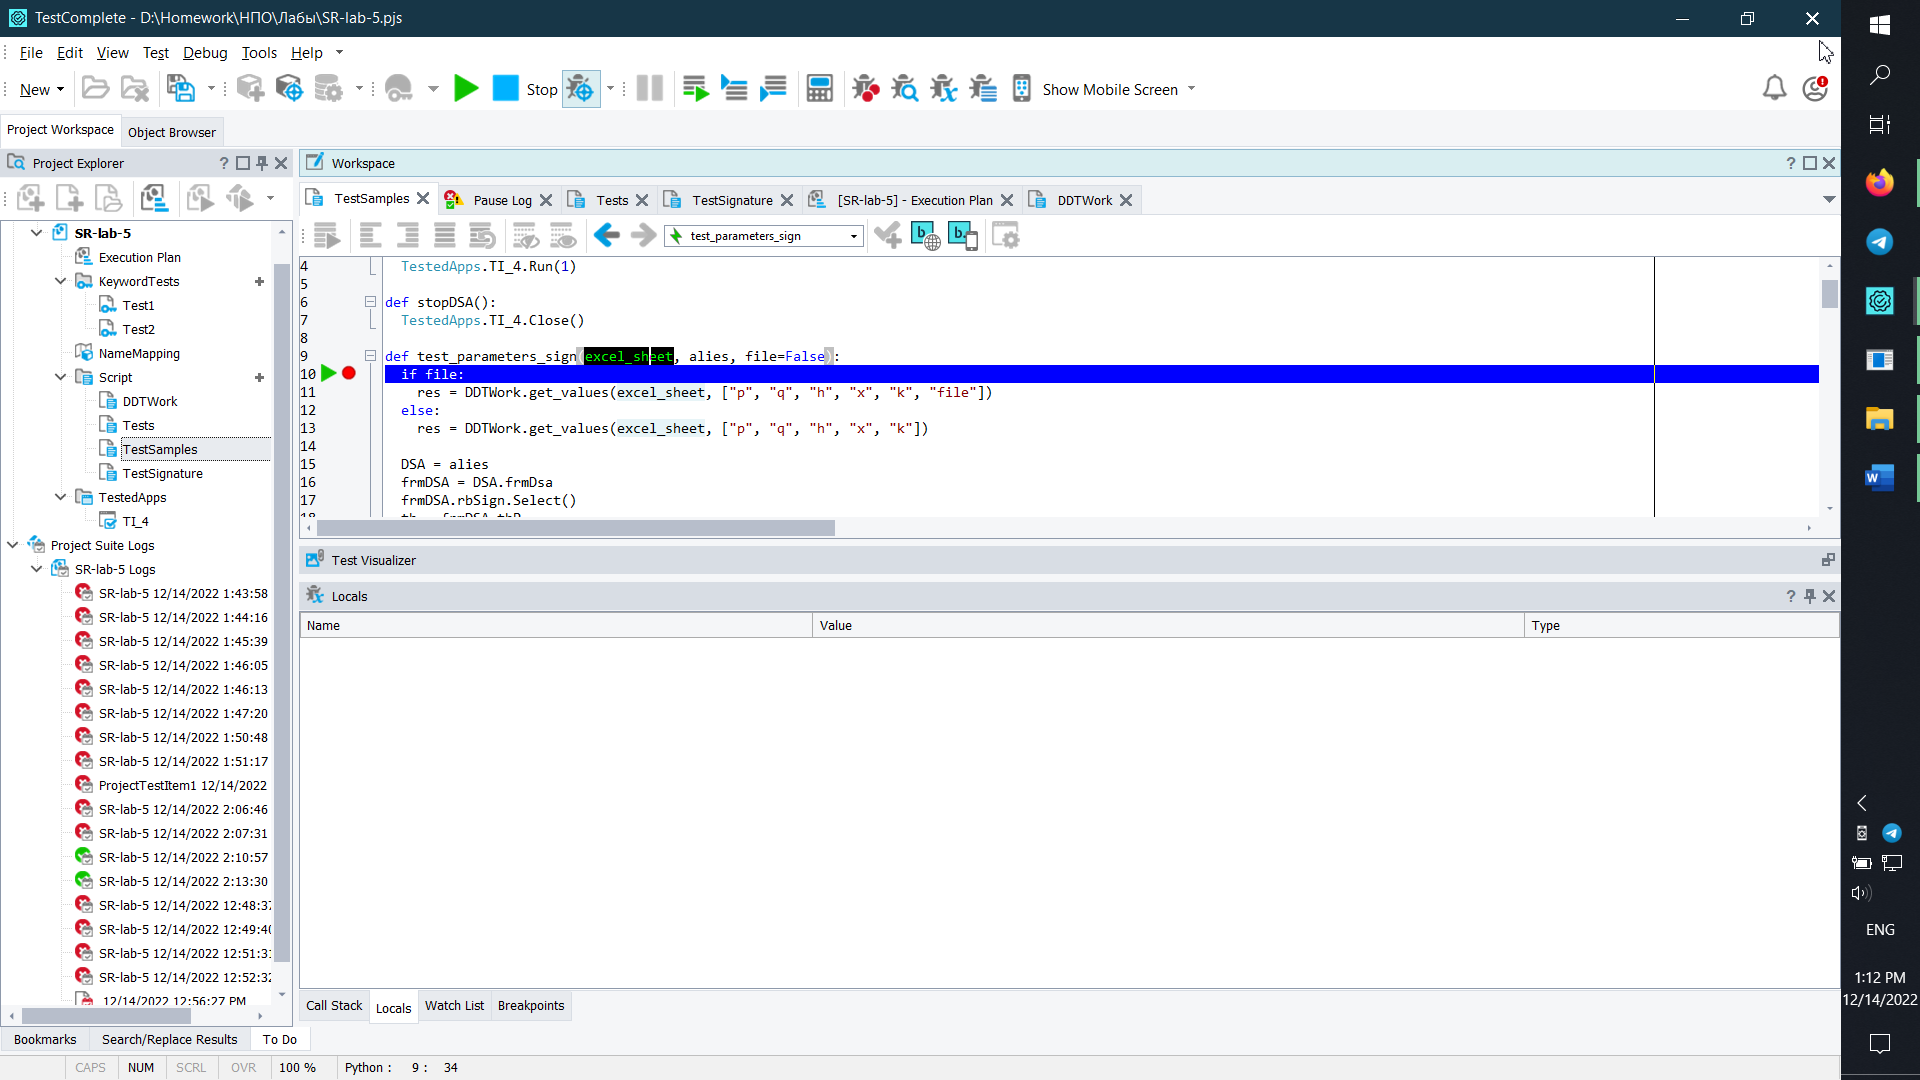 TestComplete - D:\Homework\НПО\Лабы\SR-lab-5.pjs
File Edit View Test Debug Tools Help
New Stop Show Mobile Screen
Project Workspace Object Browser
Project Explorer
SR-lab-5
Execution Plan
KeywordTests
Test1
Test2
NameMapping
Script
DDTWork
Tests
TestSamples
TestSignature
TestedApps
TI_4
Project Suite Logs
SR-lab-5 Logs
SR-lab-5 12/14/2022 1:43:58
SR-lab-5 12/14/2022 1:44:16
SR-lab-5 12/14/2022 1:45:39
SR-lab-5 12/14/2022 1:46:05
SR-lab-5 12/14/2022 1:46:13
SR-lab-5 12/14/2022 1:47:20
SR-lab-5 12/14/2022 1:50:48
SR-lab-5 12/14/2022 1:51:17
ProjectTestItem1 12/14/2022
SR-lab-5 12/14/2022 2:06:46
SR-lab-5 12/14/2022 2:07:31
SR-lab-5 12/14/2022 2:10:57
SR-lab-5 12/14/2022 2:13:30
SR-lab-5 12/14/2022 12:48:37
SR-lab-5 12/14/2022 12:49:40
SR-lab-5 12/14/2022 12:51:31
SR-lab-5 12/14/2022 12:52:32
12/14/2022 12:56:27 PM
Bookmarks Search/Replace Results To Do
Workspace
TestSamples Pause Log Tests TestSignature [SR-lab-5] - Execution Plan DDTWork
test_parameters_sign
4 TestedApps.TI_4.Run(1)
5
6 def stopDSA():
7 TestedApps.TI_4.Close()
8
9 def test_parameters_sign(excel_sheet, alies, file=False):
10 if file:
11 res = DDTWork.get_values(excel_sheet, ["p", "q", "h", "x", "k", "file"])
12 else:
13 res = DDTWork.get_values(excel_sheet, ["p", "q", "h", "x", "k"])
14
15 DSA = alies
16 frmDSA = DSA.frmDsa
17 frmDSA.rbSign.Select()
Test Visualizer
Locals
Name Value Type
Call Stack Locals Watch List Breakpoints
CAPS NUM SCRL OVR 100 % Python : 9 : 34
ENG
1:12 PM
12/14/2022